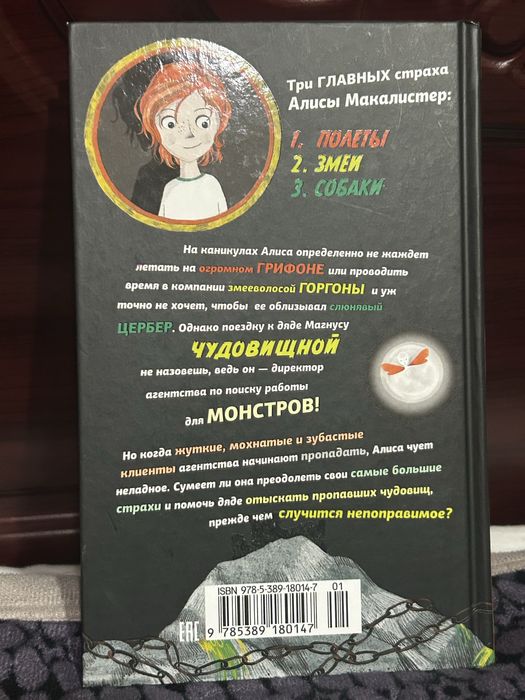 Три ГЛАВНЫХ страха
Алисы Макалистер:
1. ПОЛЕТЫ
2. ЗМЕИ
3. СОБАКИ
На каникулах Алиса определенно не жаждет
летать на огромном ГРИФОНЕ или проводить
время в компании змееволосой ГОРГОНЫ и уж
точно не хочет, чтобы ее облизывал слюнявый
ЦЕРБЕР. Однако поездку к дяде Магнусу
ЧУДОВИЩНОЙ
не назовешь, ведь он — директор
агентства по поиску работы
для МОНСТРОВ!
Но когда жуткие, мохнатые и зубастые
клиенты агентства начинают пропадать, Алиса чует
неладное. Сумеет ли она преодолеть свои самые большие
страхи и помочь дяде отыскать пропавших чудовищ,
прежде чем случится непоправимое?
ISBN 978-5-389-18014-7
01
9 785389 180147
EAC